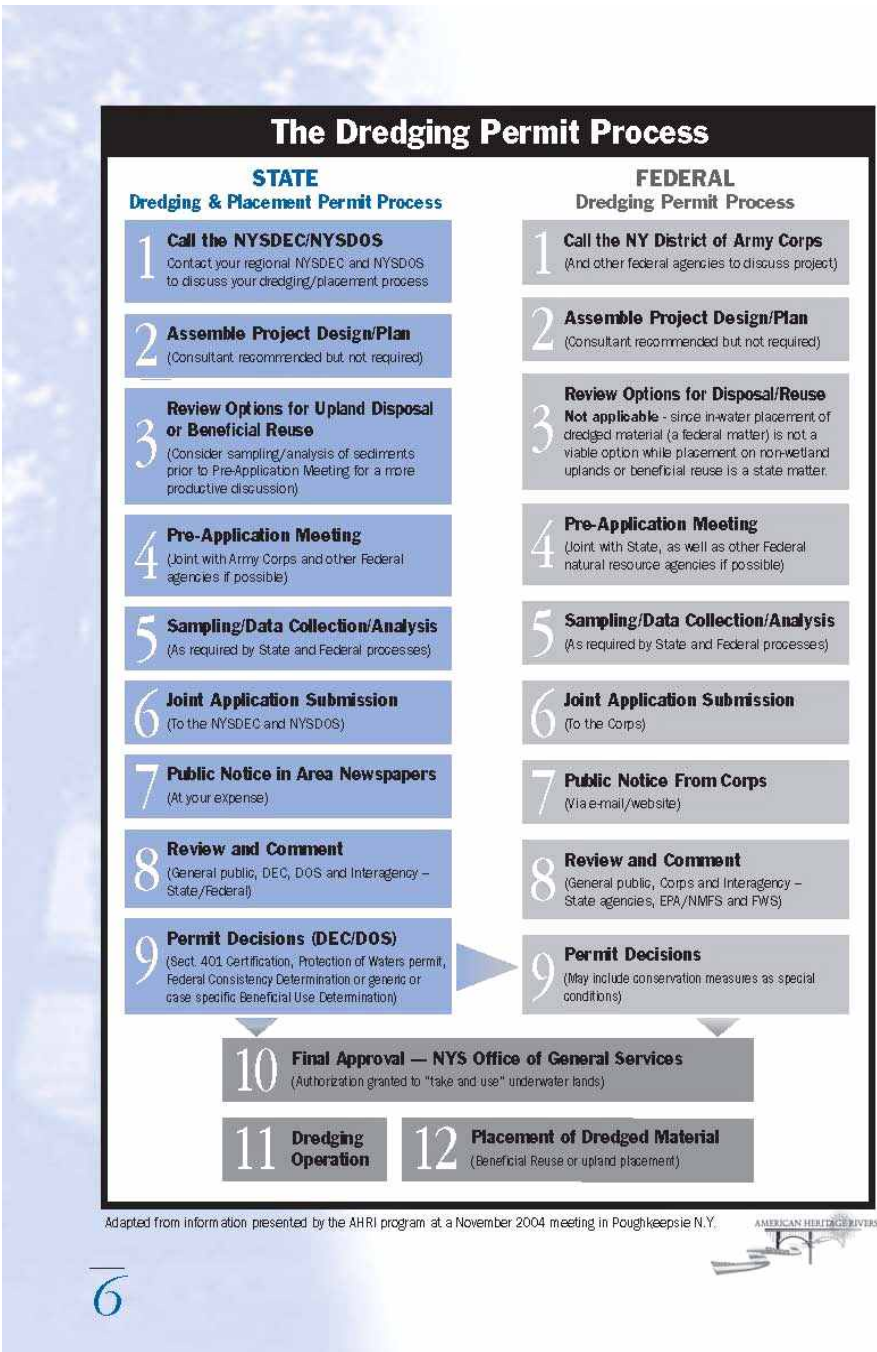 The Dredging Permit Process
STATE
Dredging & Placement Permit Process
1
Call the NYSDEC/NYSDOS
Contact your regional NYSDEC and NYSDOS
to discuss your dredging/placement process
2
Assemble Project Design/Plan
(Consultant recommended but not required)
3
Review Options for Upland Disposal
or Beneficial Reuse
(Consider sampling/analysis of sediments
prior to Pre-Application Meeting for a more
productive discussion)
4
Pre-Application Meeting
(Joint with Army Corps and other Federal
agencies if possible)
5
Sampling/Data Collection/Analysis
(As required by State and Federal processes)
6
Joint Application Submission
(To the NYSDEC and NYSDOS)
7
Public Notice in Area Newspapers
(At your expense)
8
Review and Comment
(General public, DEC, DOS and Interagency –
State/Federal)
9
Permit Decisions (DEC/DOS)
(Sect. 401 Certification, Protection of Waters permit,
Federal Consistency Determination or generic or
case specific Beneficial Use Determination)
FEDERAL
Dredging Permit Process
1
Call the NY District of Army Corps
(And other federal agencies to discuss project)
2
Assemble Project Design/Plan
(Consultant recommended but not required)
3
Review Options for Disposal/Reuse
Not applicable - since in-water placement of
dredged material (a federal matter) is not a
viable option while placement on non-wetland
uplands or beneficial reuse is a state matter.
4
Pre-Application Meeting
(Joint with State, as well as other Federal
natural resource agencies if possible)
5
Sampling/Data Collection/Analysis
(As required by State and Federal processes)
6
Joint Application Submission
(To the Corps)
7
Public Notice From Corps
(Via e-mail/website)
8
Review and Comment
(General public, Corps and Interagency –
State agencies, EPA/NMFS and FWS)
9
Permit Decisions
(May include conservation measures as special
conditions)
10
Final Approval — NYS Office of General Services
(Authorization granted to "take and use" underwater lands)
11
Dredging
Operation
12
Placement of Dredged Material
(Beneficial Reuse or upland placement)
Adapted from information presented by the AHRI program at a November 2004 meeting in Poughkeepsie N.Y.
AMERICAN HERITAGE RIVERS
6